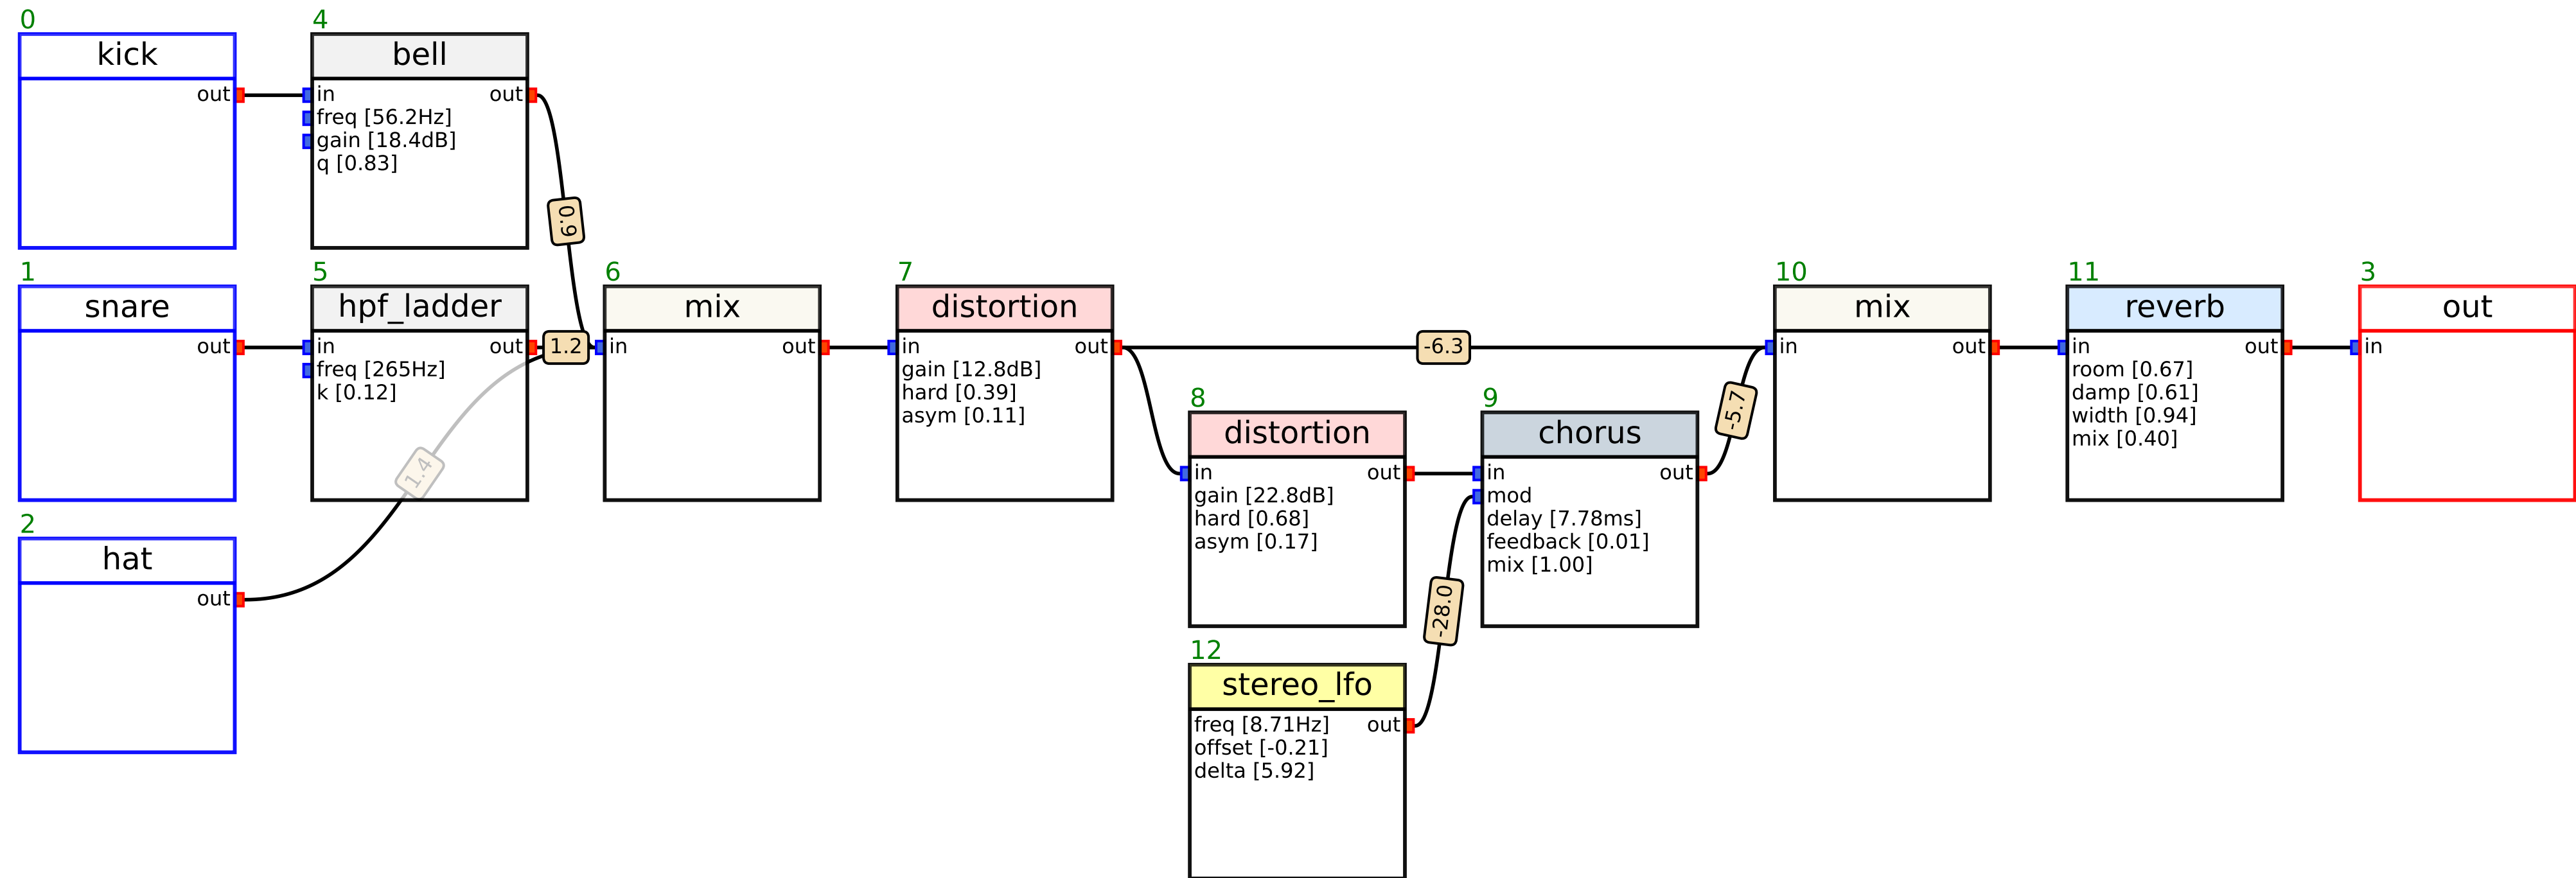 0
kick
out
4
bell
in
out
freq [56.2Hz]
gain [18.4dB]
q [0.83]
0.9
1
snare
out
5
hpf_ladder
in
out
freq [265Hz]
k [0.12]
1.2
1.4
2
hat
out
6
mix
in
out
7
distortion
in
out
gain [12.8dB]
hard [0.39]
asym [0.11]
-6.3
8
distortion
in
out
gain [22.8dB]
hard [0.68]
asym [0.17]
9
chorus
in
out
mod
delay [7.78ms]
feedback [0.01]
mix [1.00]
-5.7
-28.0
12
stereo_lfo
freq [8.71Hz]
out
offset [-0.21]
delta [5.92]
10
mix
in
out
11
reverb
in
out
room [0.67]
damp [0.61]
width [0.94]
mix [0.40]
3
out
in